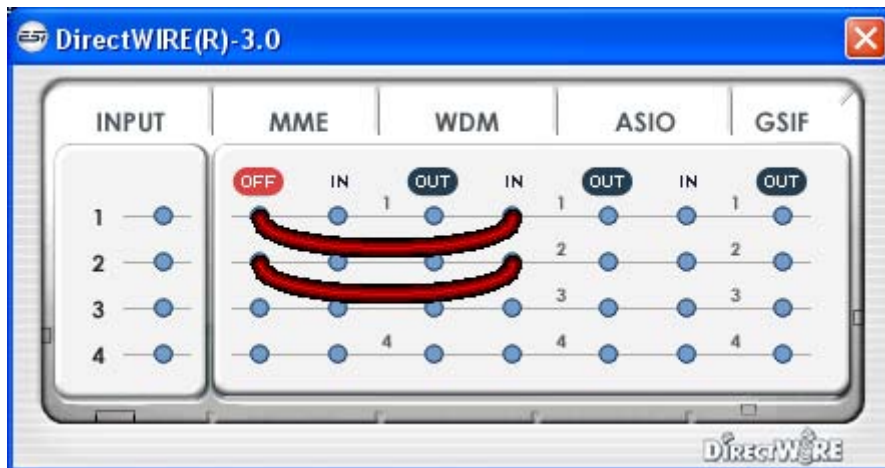 ESI DirectWIRE(R)-3.0
INPUT MME WDM ASIO GSIF
OFF IN OUT IN OUT IN OUT
1 1 1 1
2 2 2
3 3 3
4 4 4 4
DIRECTWIRE